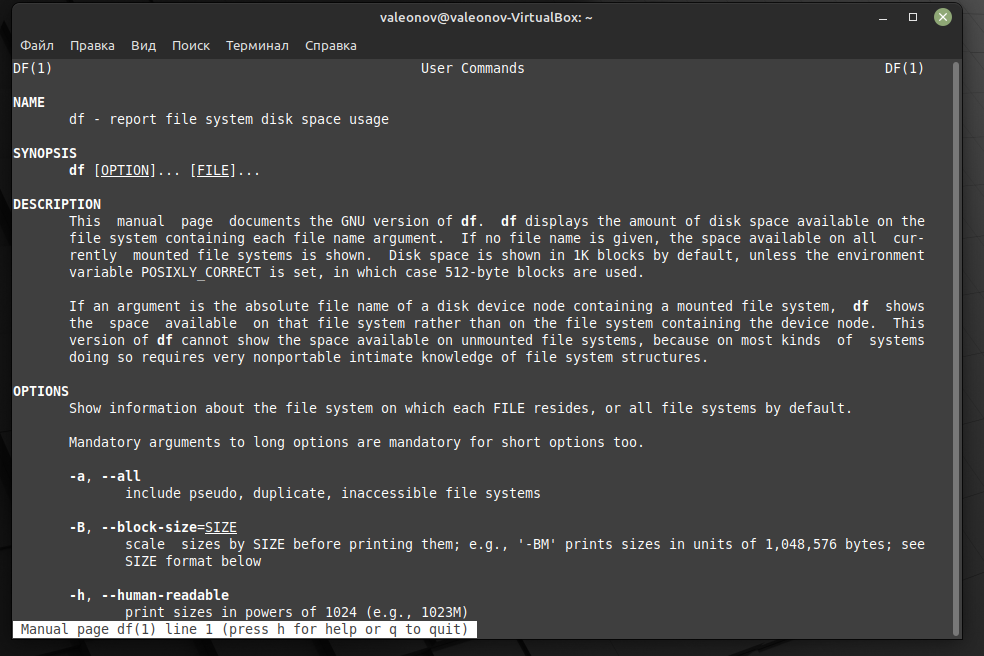 valeonov@valeonov-VirtualBox: ~
Файл Правка Вид Поиск Терминал Справка
DF(1) User Commands DF(1)
NAME
df - report file system disk space usage
SYNOPSIS
df [OPTION]... [FILE]...
DESCRIPTION
This manual page documents the GNU version of df. df displays the amount of disk space available on the
file system containing each file name argument. If no file name is given, the space available on all cur-
rently mounted file systems is shown. Disk space is shown in 1K blocks by default, unless the environment
variable POSIXLY_CORRECT is set, in which case 512-byte blocks are used.
If an argument is the absolute file name of a disk device node containing a mounted file system, df shows
the space available on that file system rather than on the file system containing the device node. This
version of df cannot show the space available on unmounted file systems, because on most kinds of systems
doing so requires very nonportable intimate knowledge of file system structures.
OPTIONS
Show information about the file system on which each FILE resides, or all file systems by default.
Mandatory arguments to long options are mandatory for short options too.
-a, --all
include pseudo, duplicate, inaccessible file systems
-B, --block-size=SIZE
scale sizes by SIZE before printing them; e.g., '-BM' prints sizes in units of 1,048,576 bytes; see
SIZE format below
-h, --human-readable
print sizes in powers of 1024 (e.g., 1023M)
Manual page df(1) line 1 (press h for help or q to quit)